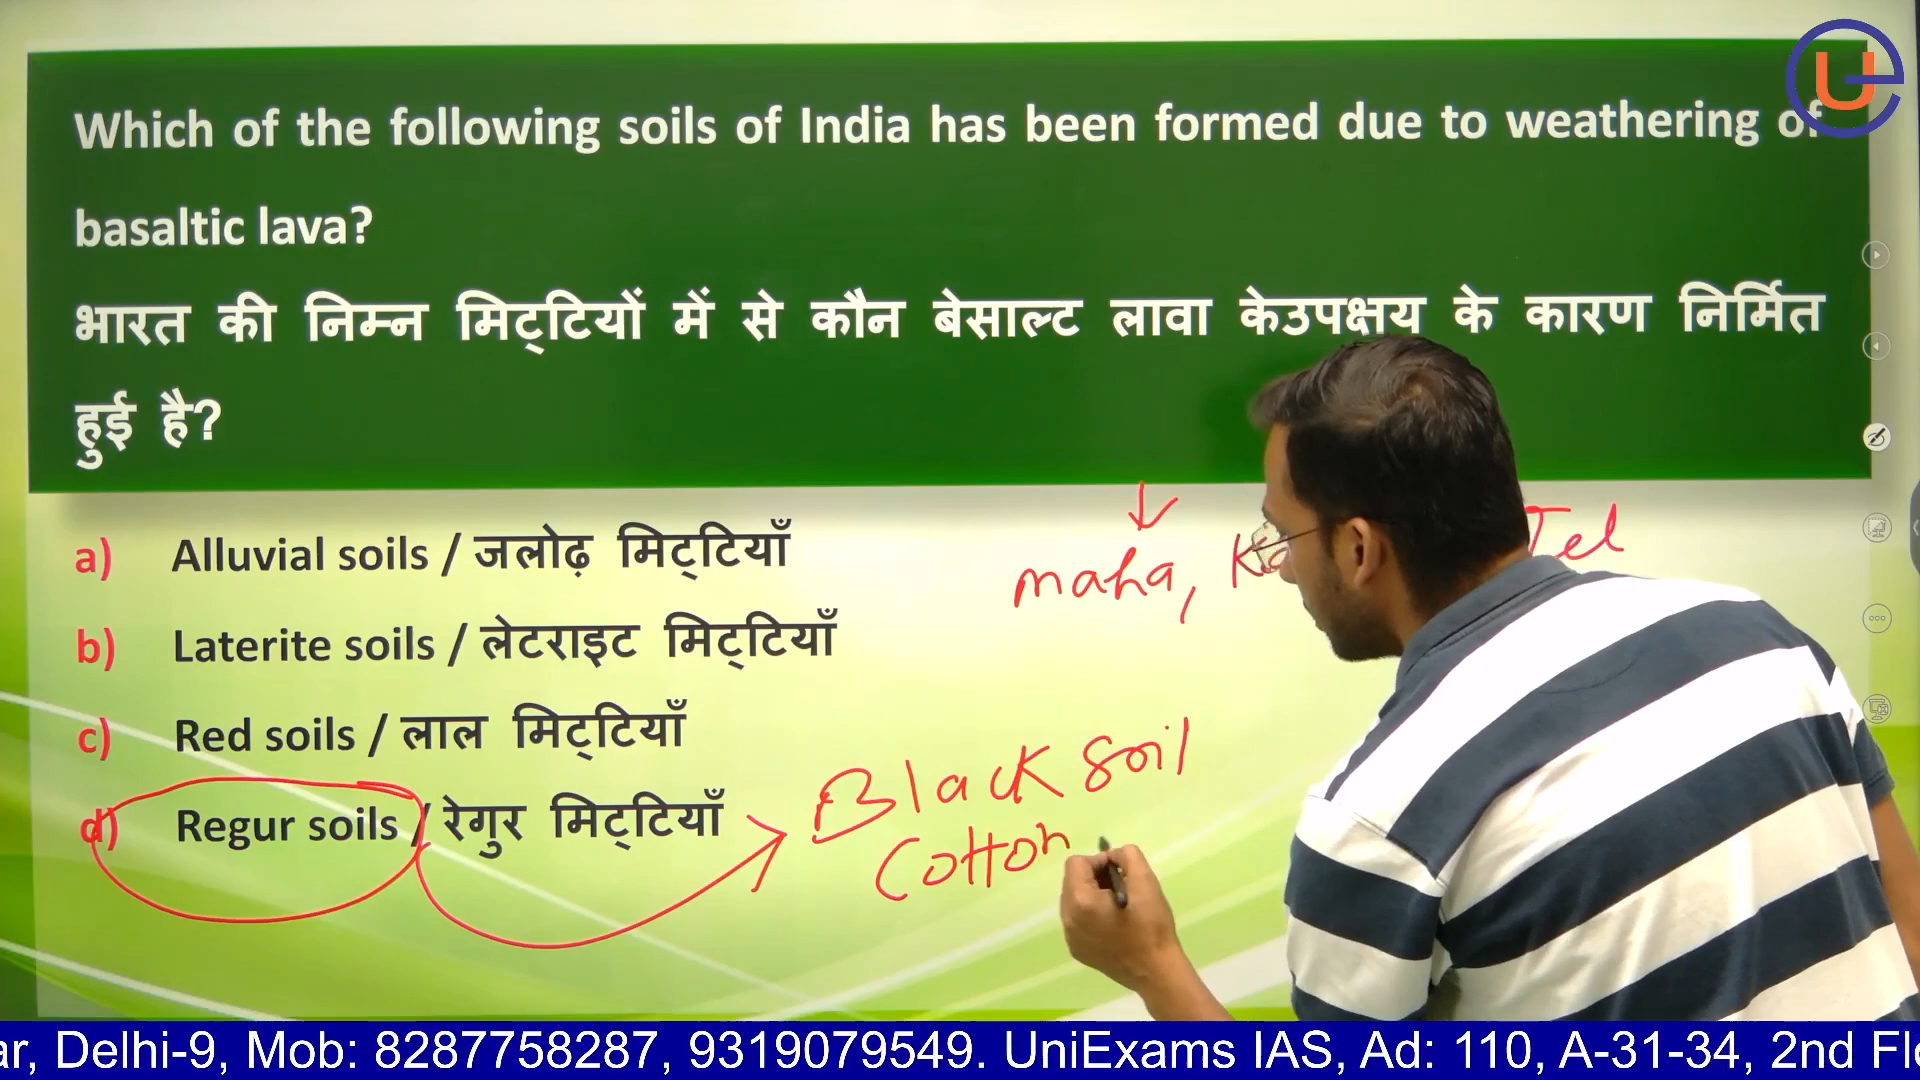 Which of the following soils of India has been formed due to weathering of
basaltic lava?
भारत की निम्न मिट्टियों में से कौन बेसाल्ट लावा केउपक्षय के कारण निर्मित
हुई है?
a) Alluvial soils / जलोढ़ मिट्टियाँ
b) Laterite soils / लेटराइट मिट्टियाँ
c) Red soils / लाल मिट्टियाँ
d) Regur soils / रेगुर मिट्टियाँ
maha, Tel
Black Soil
Cotton
Delhi-9, Mob: 8287758287, 9319079549. UniExams IAS, Ad: 110, A-31-34, 2nd